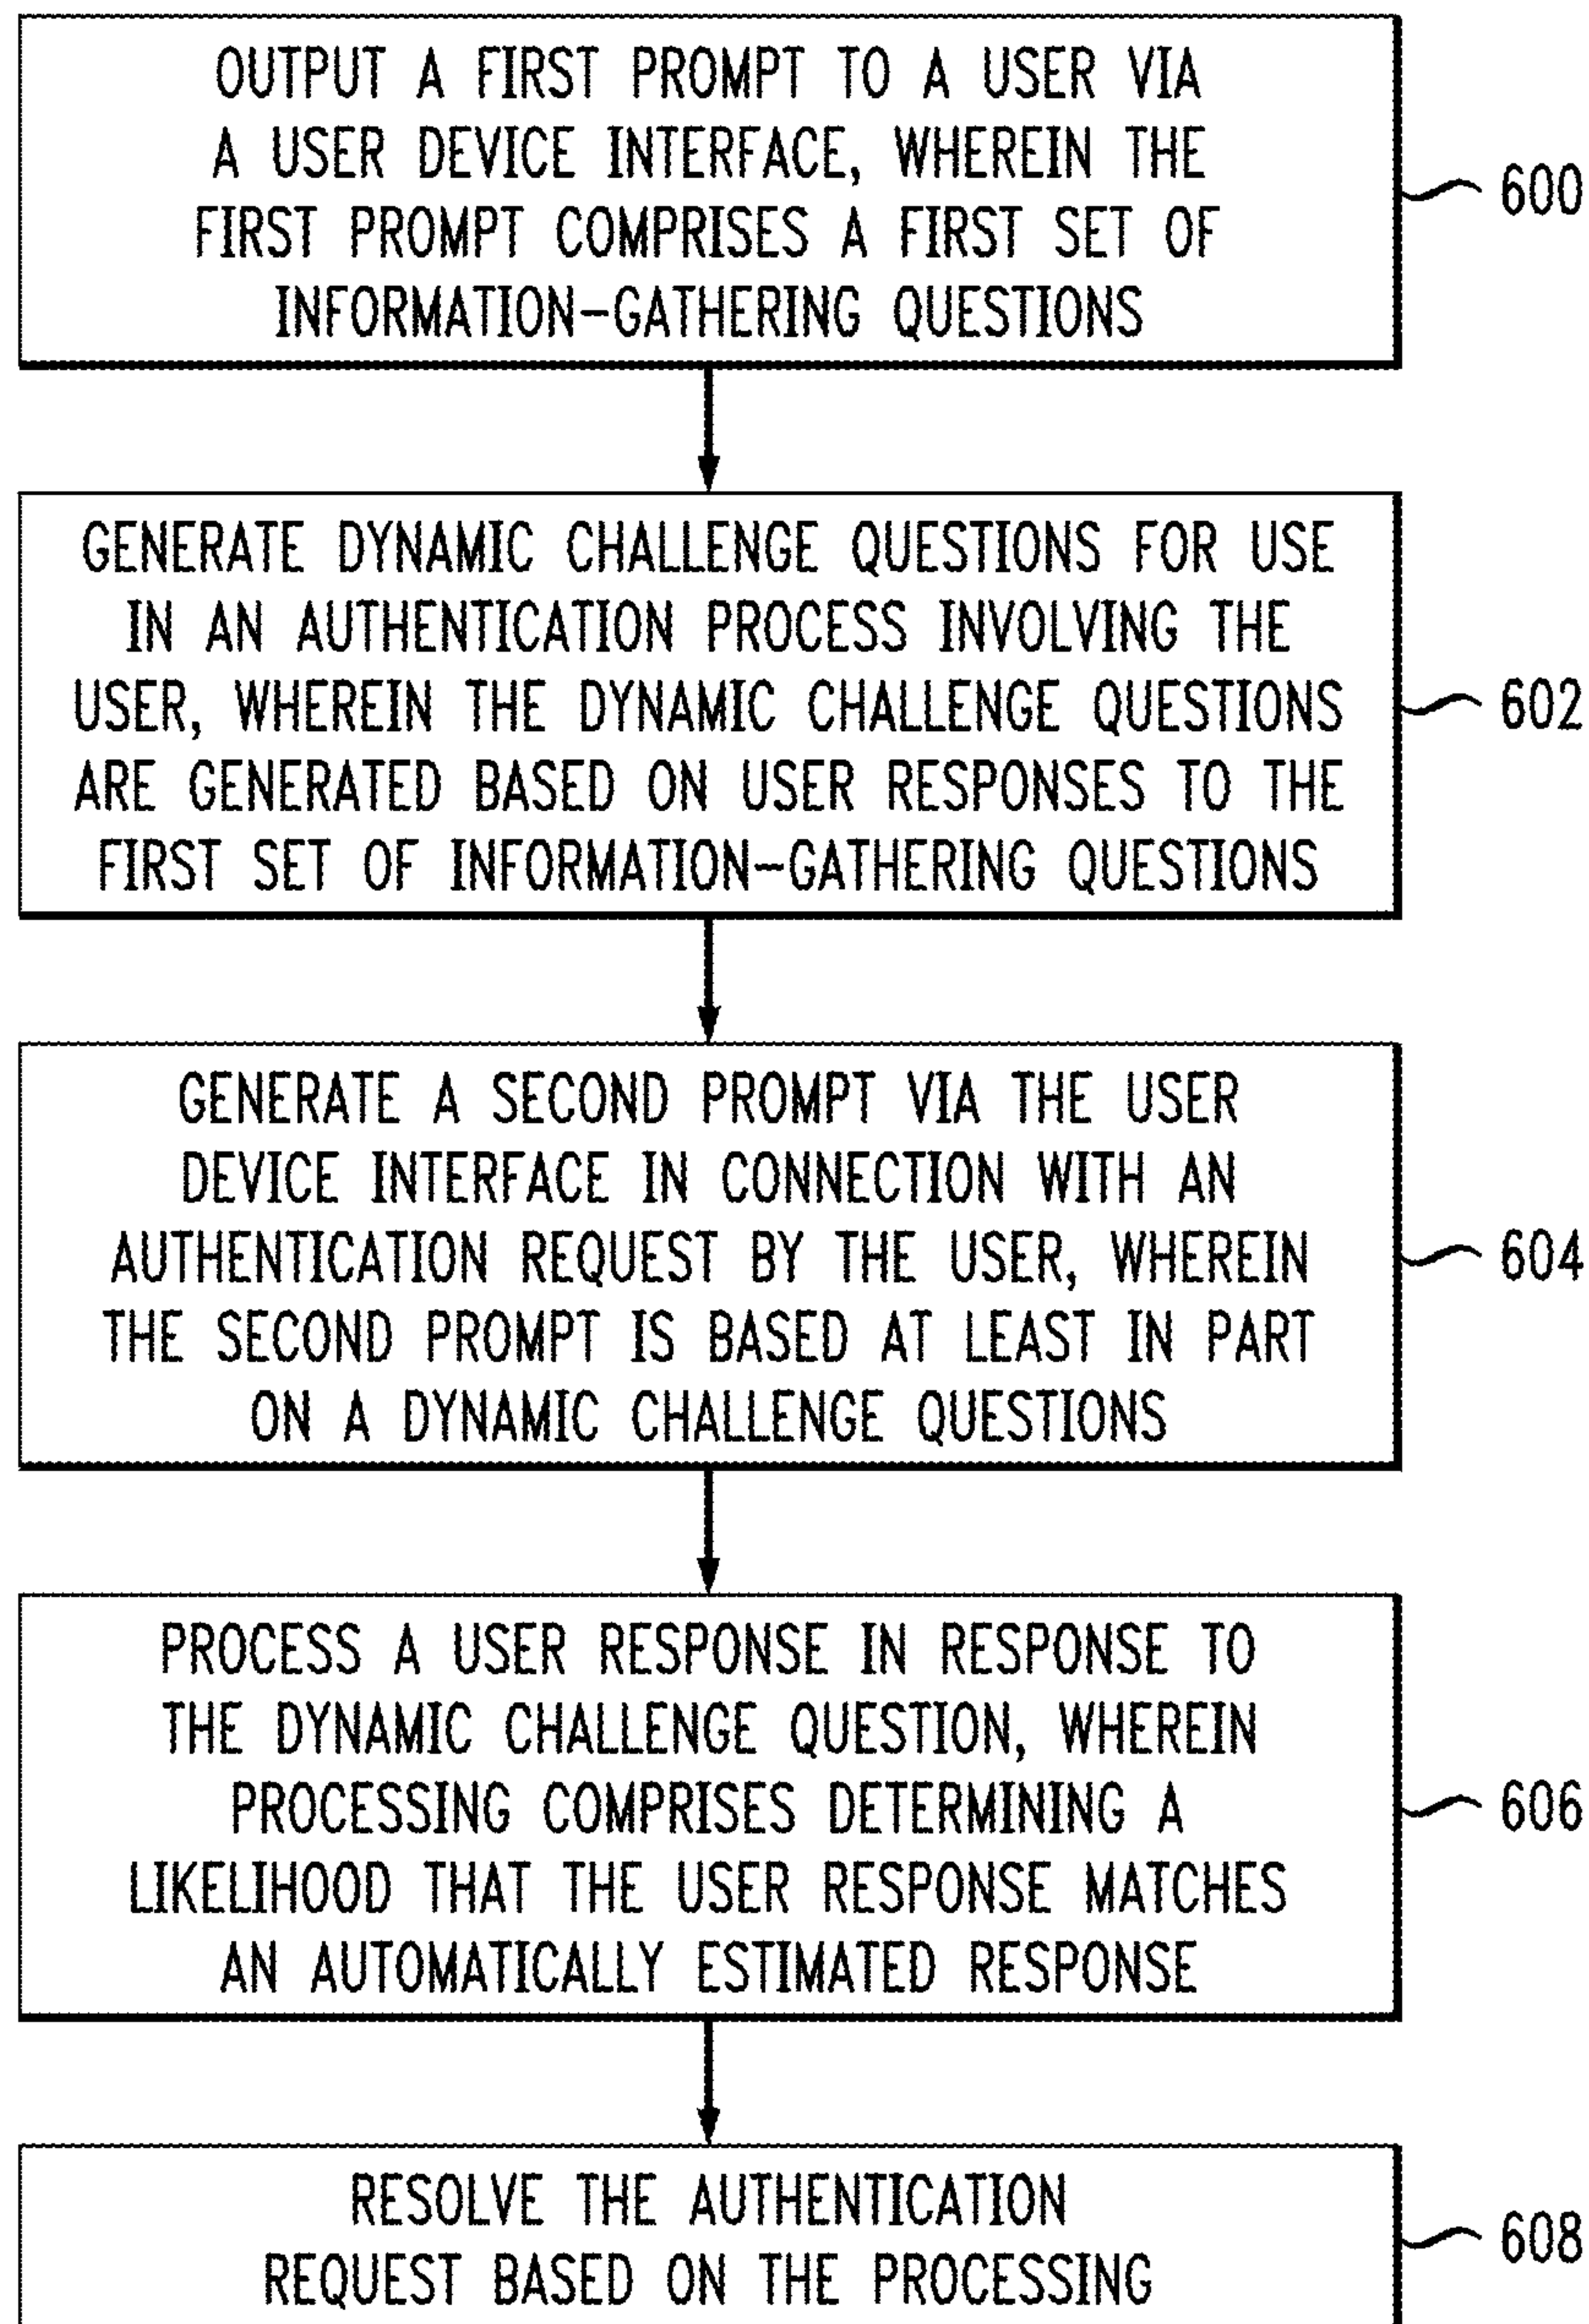 OUTPUT A FIRST PROMPT TO A USER VIA
A USER DEVICE INTERFACE, WHEREIN THE
FIRST PROMPT COMPRISES A FIRST SET OF
INFORMATION-GATHERING QUESTIONS
600
GENERATE DYNAMIC CHALLENGE QUESTIONS FOR USE
IN AN AUTHENTICATION PROCESS INVOLVING THE
USER, WHEREIN THE DYNAMIC CHALLENGE QUESTIONS
ARE GENERATED BASED ON USER RESPONSES TO THE
FIRST SET OF INFORMATION-GATHERING QUESTIONS
602
GENERATE A SECOND PROMPT VIA THE USER
DEVICE INTERFACE IN CONNECTION WITH AN
AUTHENTICATION REQUEST BY THE USER, WHEREIN
THE SECOND PROMPT IS BASED AT LEAST IN PART
ON A DYNAMIC CHALLENGE QUESTIONS
604
PROCESS A USER RESPONSE IN RESPONSE TO
THE DYNAMIC CHALLENGE QUESTION, WHEREIN
PROCESSING COMPRISES DETERMINING A
LIKELIHOOD THAT THE USER RESPONSE MATCHES
AN AUTOMATICALLY ESTIMATED RESPONSE
606
RESOLVE THE AUTHENTICATION
REQUEST BASED ON THE PROCESSING
608